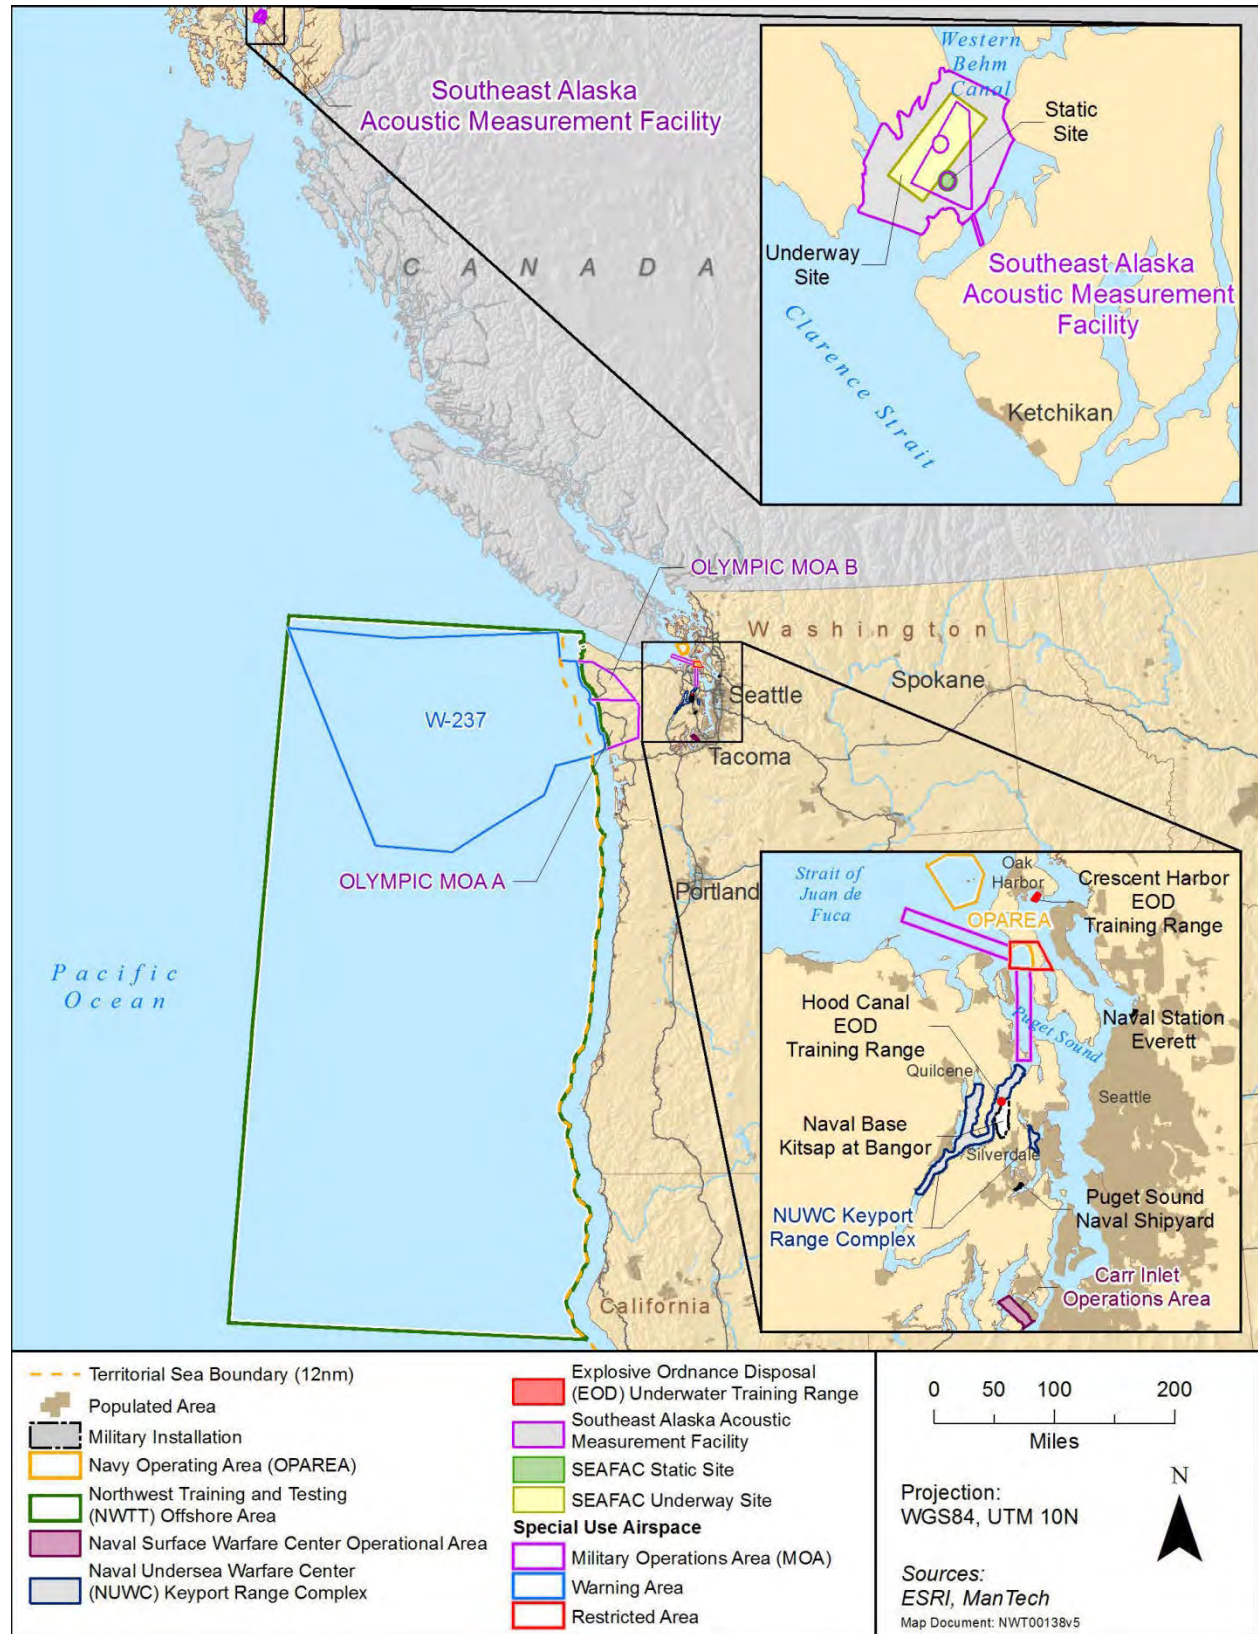 Southeast Alaska
Acoustic Measurement Facility
Western
Behm
Canal
Static
Site
Underway
Site
Southeast Alaska
Acoustic Measurement
Facility
Clarence Strait
Ketchikan
CANADA
OLYMPIC MOA B
Washington
Spokane
Seattle
Tacoma
W-237
OLYMPIC MOA A
Portland
Pacific
Ocean
California
Strait of
Juan de
Fuca
Oak
Harbor
Crescent Harbor
EOD
Training Range
OPAREA
Hood Canal
EOD
Training Range
Puget Sound
Naval Station
Everett
Quilcene
Seattle
Naval Base
Kitsap at Bangor
Silverdale
NUWC Keyport
Range Complex
Puget Sound
Naval Shipyard
Carr Inlet
Operations Area
Territorial Sea Boundary (12nm)
Populated Area
Military Installation
Navy Operating Area (OPAREA)
Northwest Training and Testing
(NWTT) Offshore Area
Naval Surface Warfare Center Operational Area
Naval Undersea Warfare Center
(NUWC) Keyport Range Complex
Explosive Ordnance Disposal
(EOD) Underwater Training Range
Southeast Alaska Acoustic
Measurement Facility
SEAFAC Static Site
SEAFAC Underway Site
Special Use Airspace
Military Operations Area (MOA)
Warning Area
Restricted Area
0 50 100 200
Miles
N
Projection:
WGS84, UTM 10N
Sources:
ESRI, ManTech
Map Document: NWT00138v5